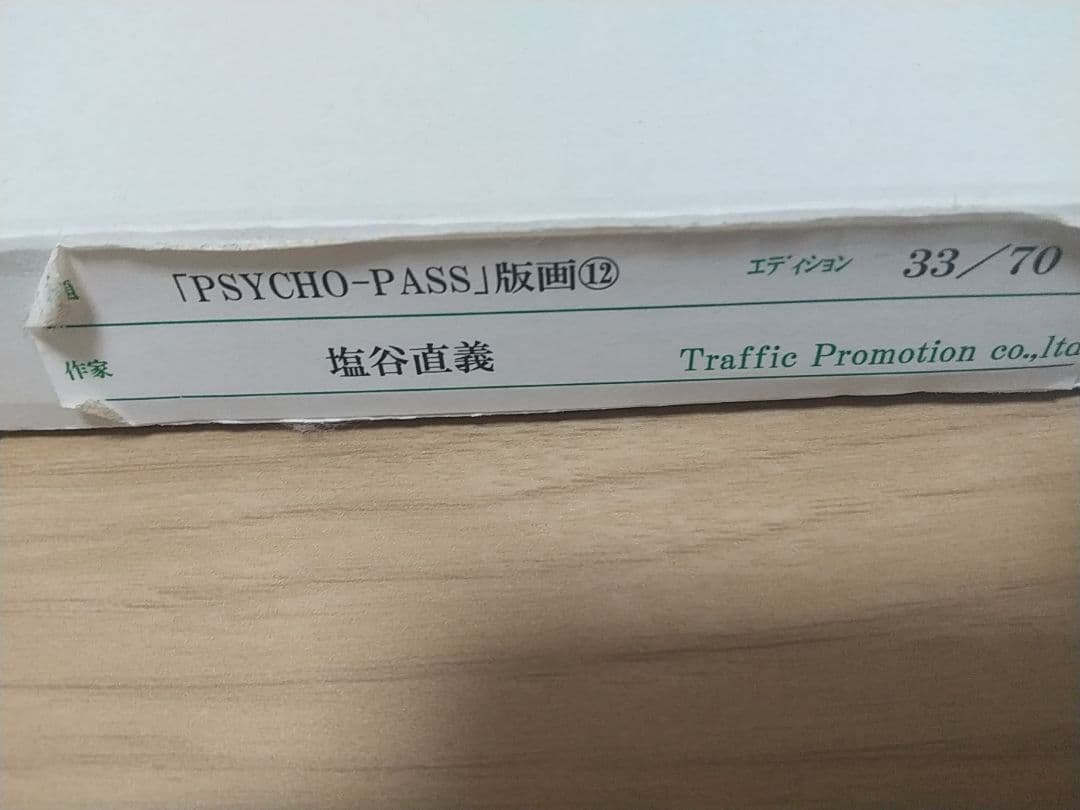 「PSYCHO-PASS」版画⑫ エディション 33/70
作家 塩谷直義 Traffic Promotion co.,ltd